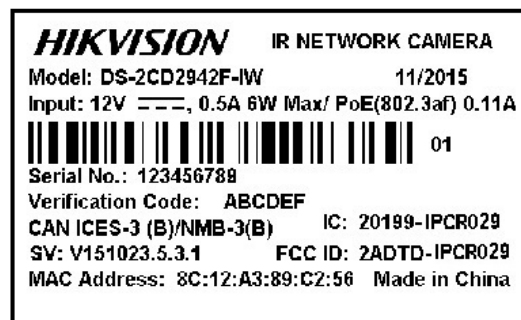 HIKVISION IR NETWORK CAMERA
Model: DS-2CD2942F-IW 11/2015
Input: 12V ⎓, 0.5A 6W Max/ PoE(802.3af) 0.11A
01
Serial No.: 123456789
Verification Code: ABCDEF
CAN ICES-3 (B)/NMB-3(B) IC: 20199-IPCR029
SV: V151023.5.3.1 FCC ID: 2ADTD-IPCR029
MAC Address: 8C:12:A3:89:C2:56 Made in China